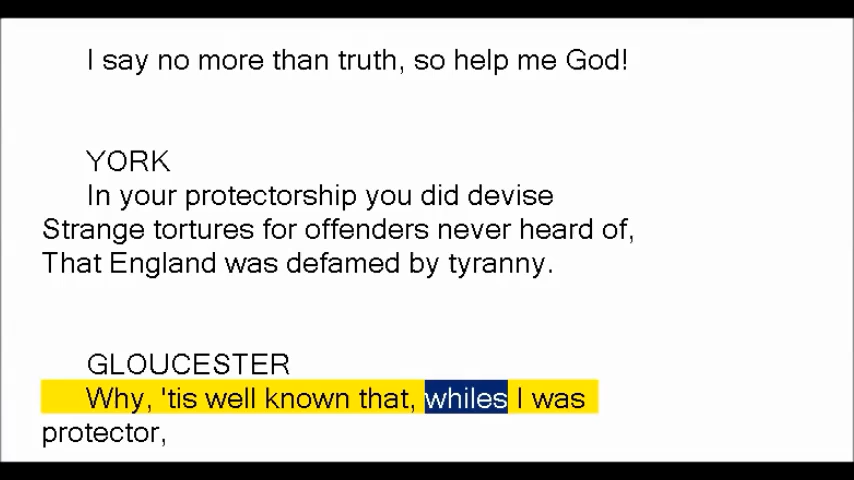 I say no more than truth, so help me God!
YORK
In your protectorship you did devise
Strange tortures for offenders never heard of,
That England was defamed by tyranny.
GLOUCESTER
Why, 'tis well known that, whiles I was
protector,